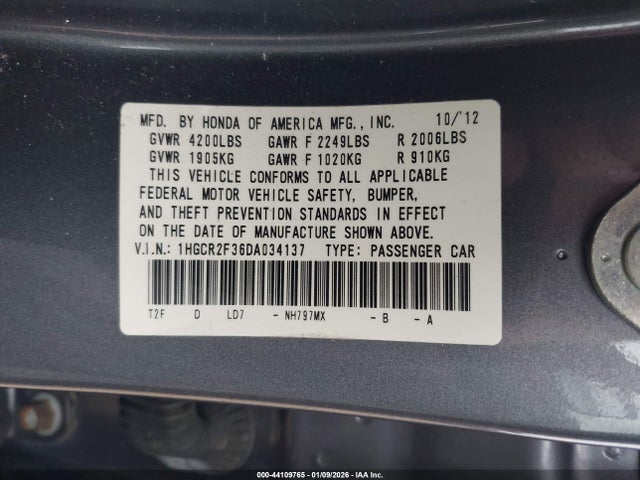 MFD. BY HONDA OF AMERICA MFG., INC. 10/'12
GVWR 4200LBS GAWR F 2249LBS R 2006LBS
GVWR 1905KG GAWR F 1020KG R 910KG
THIS VEHICLE CONFORMS TO ALL APPLICABLE
FEDERAL MOTOR VEHICLE SAFETY, BUMPER,
AND THEFT PREVENTION STANDARDS IN EFFECT
ON THE DATE OF MANUFACTURE SHOWN ABOVE.
V.I.N.: 1HGCR2F36DA034137 TYPE: PASSENGER CAR
T2F D LD7 - NH797MX - B - A
000-44109765 | 01/09/2026 | IAA Inc.